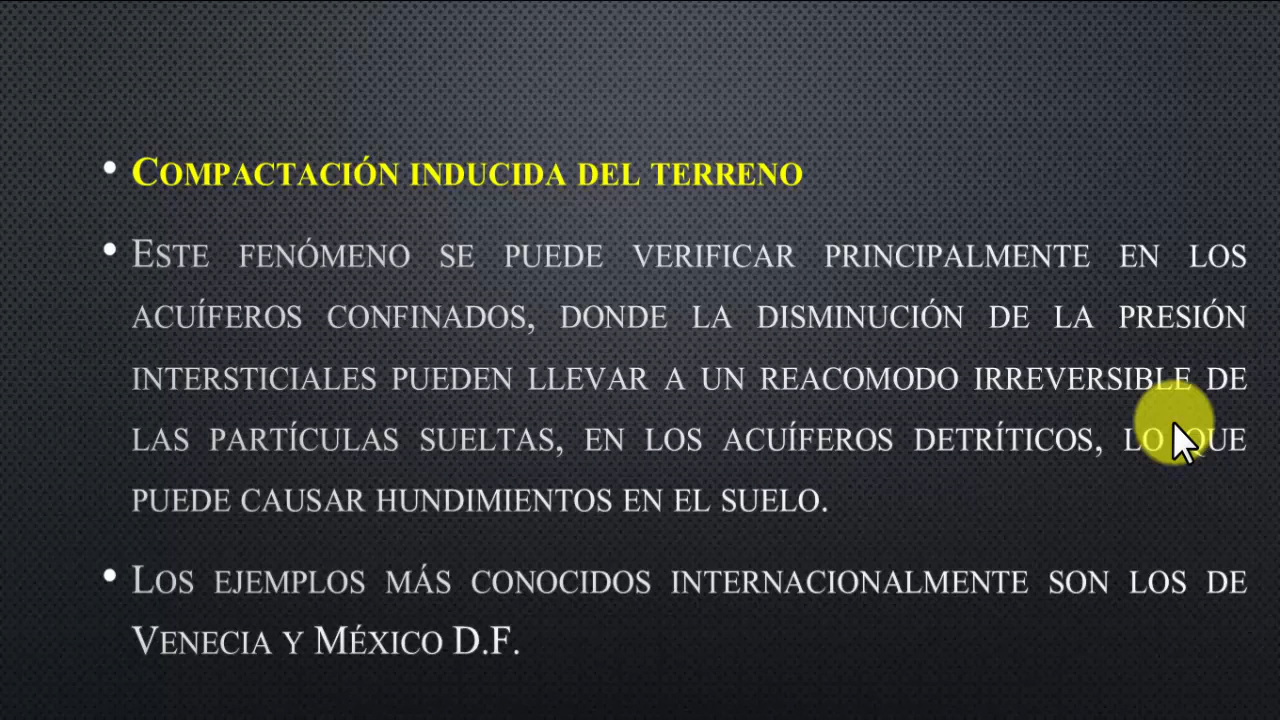 • Compactación inducida del terreno
• Este fenómeno se puede verificar principalmente en los
acuíferos confinados, donde la disminución de la presión
intersticiales pueden llevar a un reacomodo irreversible de
las partículas sueltas, en los acuíferos detríticos, lo que
puede causar hundimientos en el suelo.
• Los ejemplos más conocidos internacionalmente son los de
Venecia y México D.F.